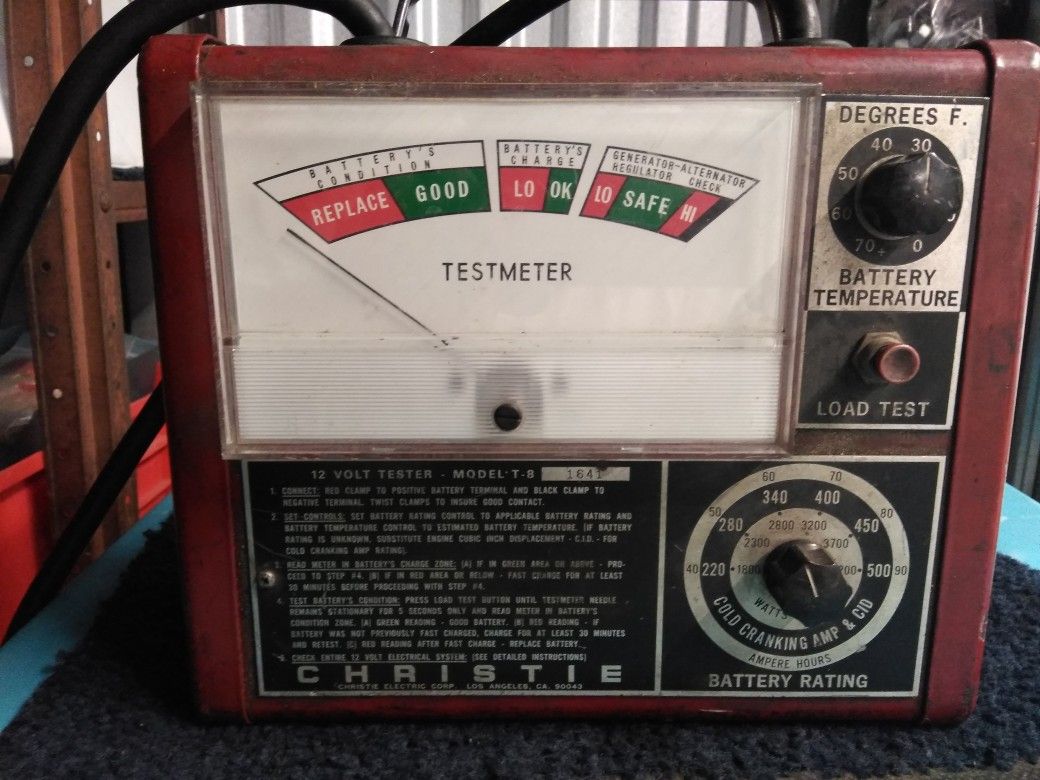 BATTERY'S
CONDITION
REPLACE
GOOD
BATTERY'S
CHARGE
LO
OK
GENERATOR-ALTERNATOR
REGULATOR CHECK
LO
SAFE
HI
TESTMETER
DEGREES F.
40
30
50
60
70
+
0
BATTERY
TEMPERATURE
LOAD TEST
12 VOLT TESTER - MODEL T-8 1641
1. CONNECT: RED CLAMP TO POSITIVE BATTERY TERMINAL AND BLACK CLAMP TO
NEGATIVE TERMINAL. TWIST CLAMPS TO INSURE GOOD CONTACT.
2. SET CONTROLS: SET BATTERY RATING CONTROL TO APPLICABLE BATTERY RATING AND
BATTERY TEMPERATURE CONTROL TO ESTIMATED BATTERY TEMPERATURE. (IF BATTERY
RATING IS UNKNOWN, SUBSTITUTE ENGINE CUBIC INCH DISPLACEMENT - C.I.D. - FOR
COLD CRANKING AMP RATING).
3. READ METER IN BATTERY'S CHARGE ZONE: (A) IF IN GREEN AREA OR ABOVE - PRO-
CEED TO STEP #4. (B) IF IN RED AREA OR BELOW - FAST CHARGE FOR AT LEAST
30 MINUTES BEFORE PROCEEDING WITH STEP #4.
4. TEST BATTERY'S CONDITION: PRESS LOAD TEST BUTTON UNTIL TESTMETER NEEDLE
REMAINS STATIONARY FOR 5 SECONDS ONLY AND READ METER IN BATTERY'S
CONDITION ZONE. (A) GREEN READING - GOOD BATTERY. (B) RED READING - IF
BATTERY WAS NOT PREVIOUSLY FAST CHARGED, CHARGE FOR AT LEAST 30 MINUTES
AND RETEST. (C) RED READING AFTER FAST CHARGE - REPLACE BATTERY.
5. CHECK ENTIRE 12 VOLT ELECTRICAL SYSTEM: (SEE DETAILED INSTRUCTIONS)
CHRISTIE
CHRISTIE ELECTRIC CORP. LOS ANGELES, CA. 90043
60
70
340
400
50
80
280
2800
3200
450
2300
3700
40
220
1800
500
90
WATTS
COLD CRANKING AMP & CID
AMPERE HOURS
BATTERY RATING